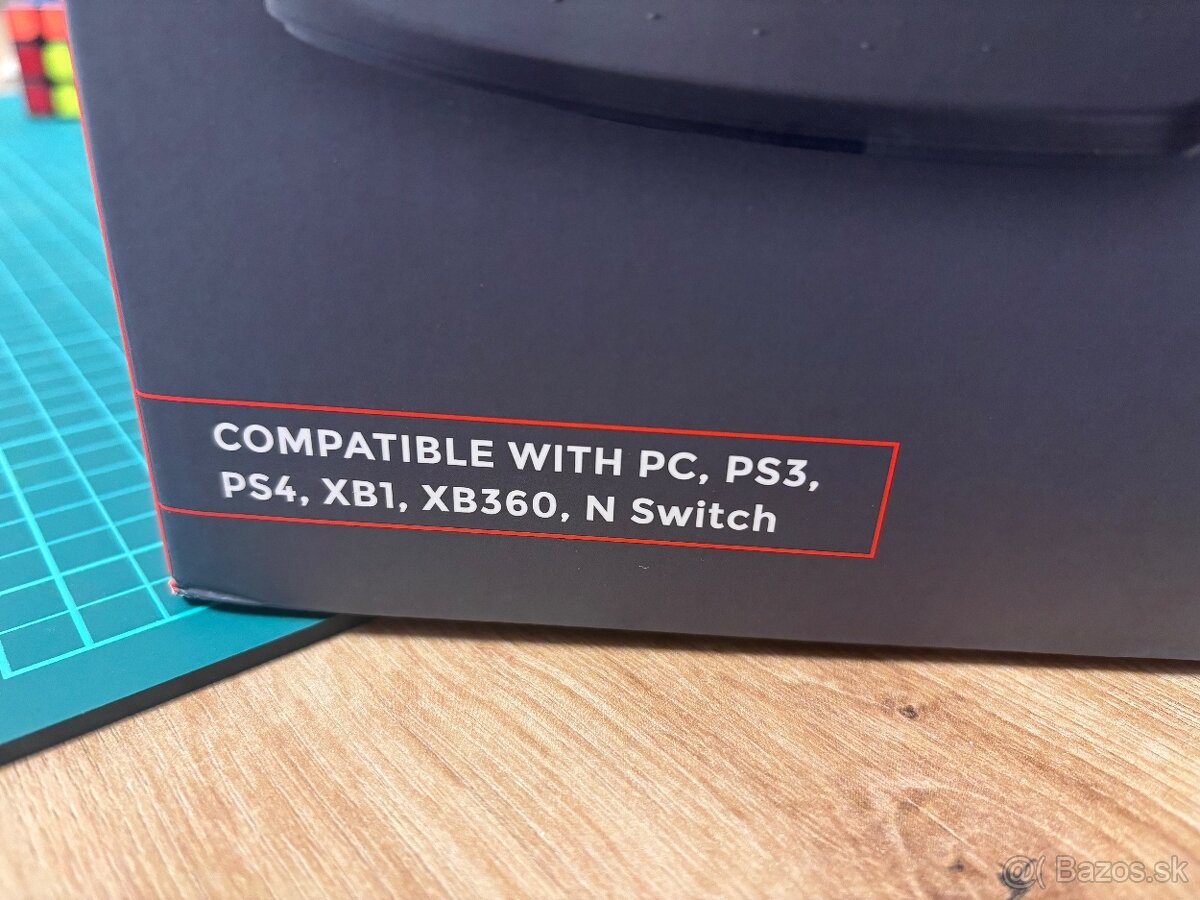 COMPATIBLE WITH PC, PS3,
PS4, XB1, XB360, N Switch
Bazos.sk